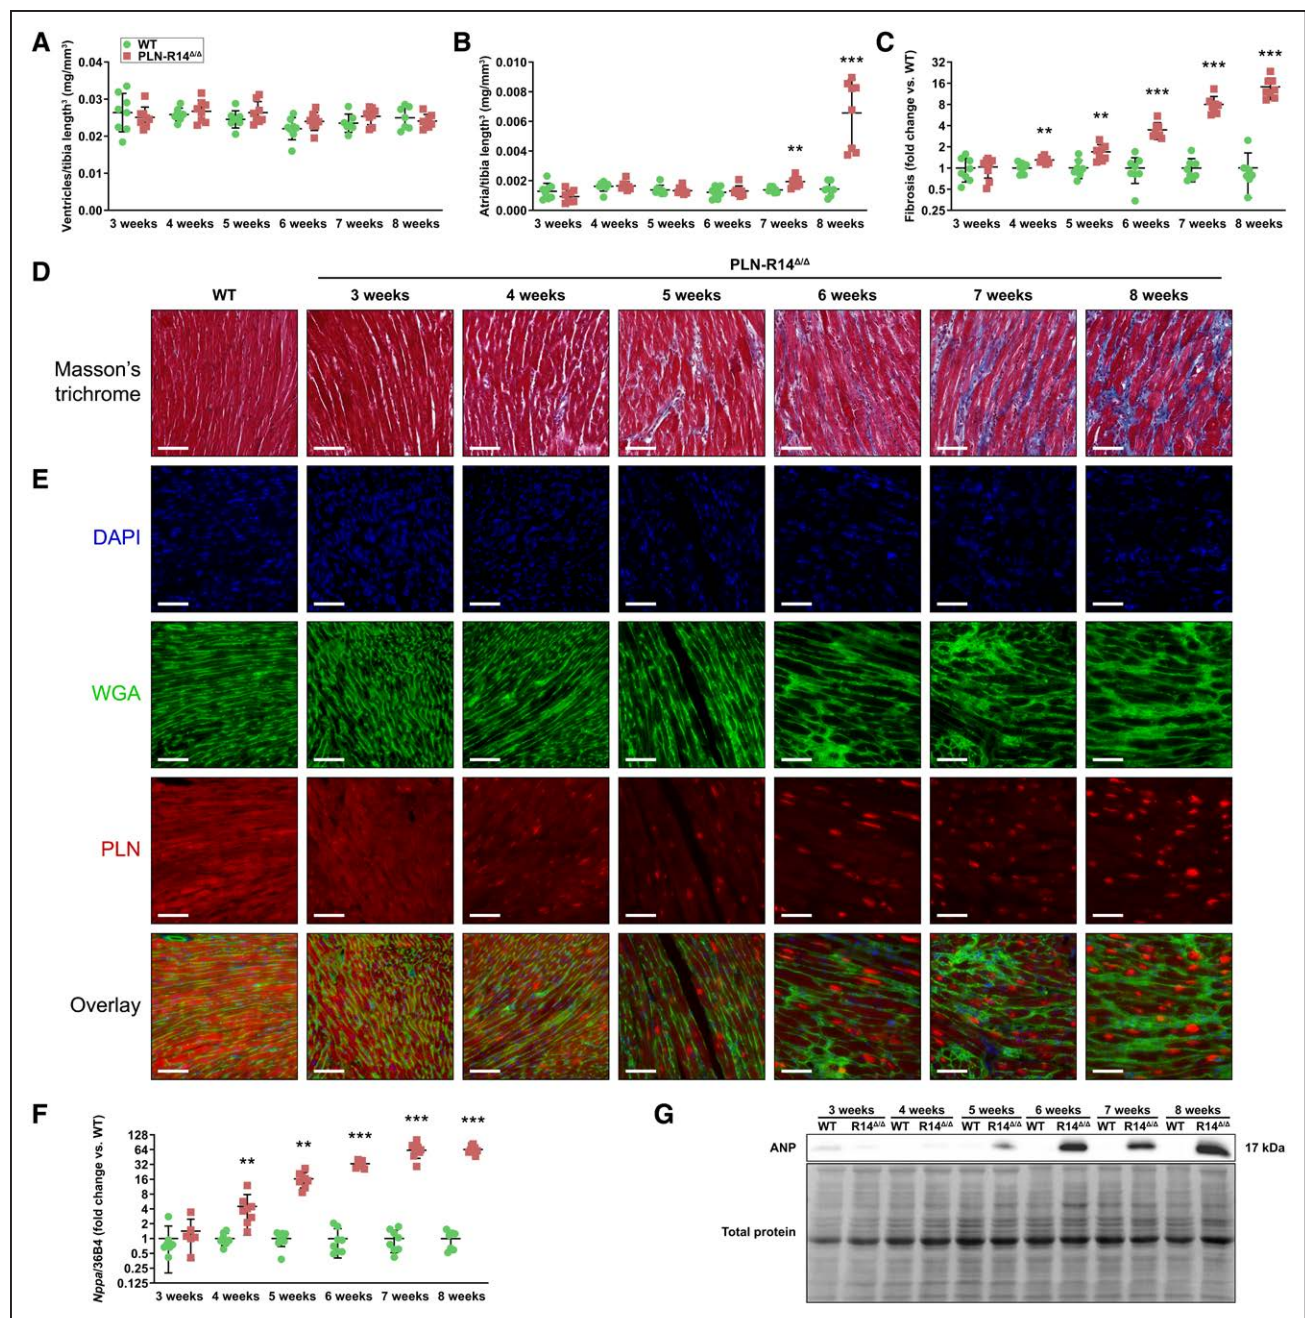 A
WT
PLN-R14Δ/Δ
Ventricles/tibia length³ (mg/mm³)
0.04
0.03
0.02
0.01
0.00
3 weeks 4 weeks 5 weeks 6 weeks 7 weeks 8 weeks
B
Atria/tibia length³ (mg/mm³)
0.010
0.008
0.006
0.004
0.002
0.000
** ***
3 weeks 4 weeks 5 weeks 6 weeks 7 weeks 8 weeks
C
Fibrosis (fold change vs. WT)
32
16
8
4
2
1
0.5
0.25
** ** *** *** ***
3 weeks 4 weeks 5 weeks 6 weeks 7 weeks 8 weeks
D
PLN-R14Δ/Δ
WT 3 weeks 4 weeks 5 weeks 6 weeks 7 weeks 8 weeks
Masson's
trichrome
E
DAPI
WGA
PLN
Overlay
F
Nppa/36B4 (fold change vs. WT)
128
64
32
16
8
4
2
1
0.5
0.25
0.125
** ** *** *** ***
3 weeks 4 weeks 5 weeks 6 weeks 7 weeks 8 weeks
G
3 weeks 4 weeks 5 weeks 6 weeks 7 weeks 8 weeks
WT R14Δ/Δ WT R14Δ/Δ WT R14Δ/Δ WT R14Δ/Δ WT R14Δ/Δ WT R14Δ/Δ
ANP 17 kDa
Total protein